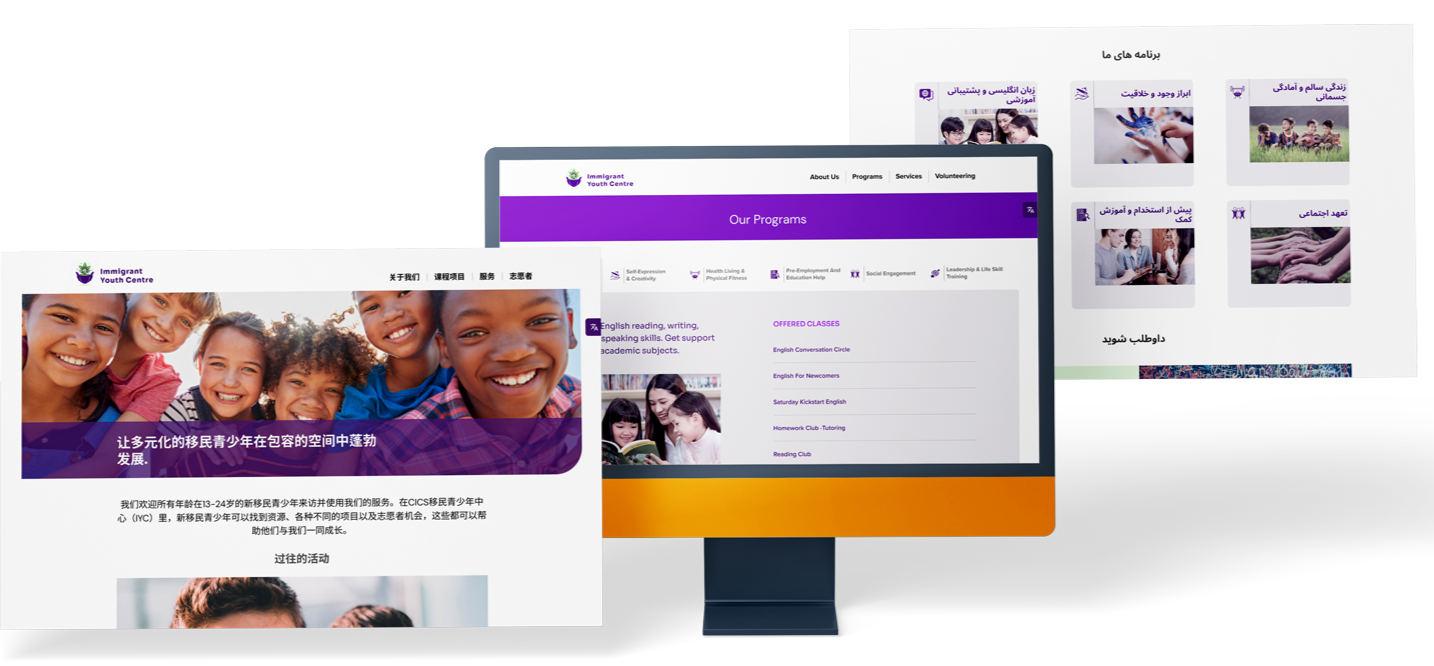 Immigrant
Youth Centre
关于我们
课程项目
服务
志愿者
让多元化的移民青少年在包容的空间中蓬勃
发展.
我们欢迎所有年龄在13-24岁的新移民青少年来访并使用我们的服务。在CICS移民青少年中
心（IYC）里，新移民青少年可以找到资源、各种不同的项目以及志愿者机会，这些都可以帮
助他们与我们一同成长。
过往的活动
Immigrant
Youth Centre
About Us
Programs
Services
Volunteering
Our Programs
Self-Expression
& Creativity
Health Living &
Physical Fitness
Pre-Employment And
Education Help
Social Engagement
Leadership & Life Skill
Training
English reading, writing,
speaking skills. Get support
academic subjects.
OFFERED CLASSES
English Conversation Circle
English For Newcomers
Saturday Kickstart English
Homework Club -Tutoring
Reading Club
برنامه های ما
زندگی سالم و آمادگی
جسمانی
ابراز وجود و خلاقیت
زبان انگلیسی و پشتیبانی
آموزشی
تعهد اجتماعی
پیش از استخدام و آموزش
کمک
داوطلب شوید